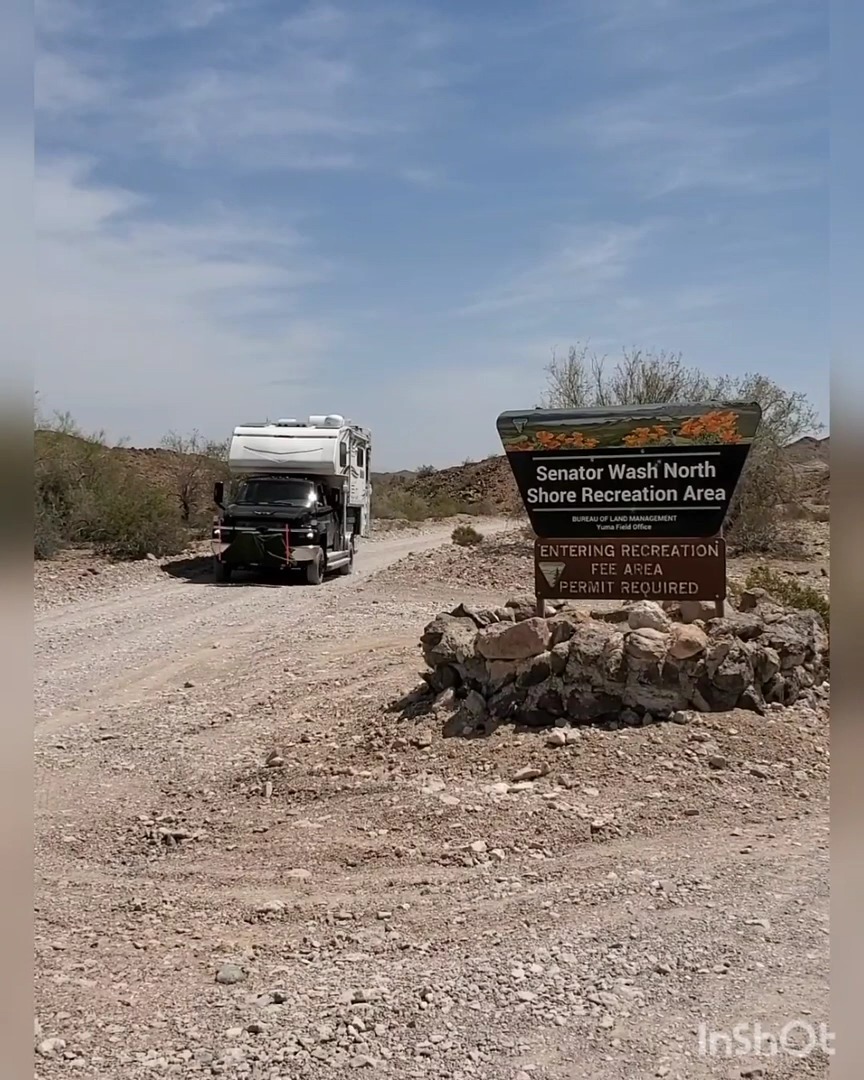 Senator Wash North
Shore Recreation Area
BUREAU OF LAND MANAGEMENT
Yuma Field Office
ENTERING RECREATION
FEE AREA
PERMIT REQUIRED
InShOt